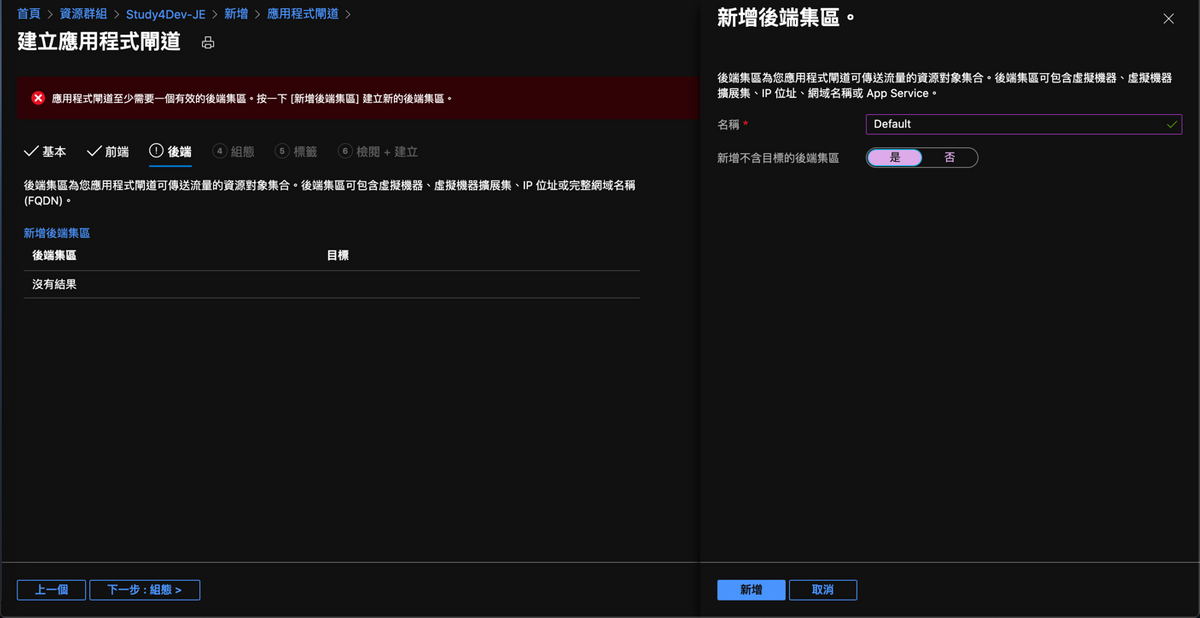 首頁 > 資源群組 > Study4Dev-JE > 新增 > 應用程式閘道 >
建立應用程式閘道
應用程式閘道至少需要一個有效的後端集區。按一下 [新增後端集區] 建立新的後端集區。
基本 前端 後端 4 組態 5 標籤 6 檢閱 + 建立
後端集區為您應用程式閘道可傳送流量的資源對象集合。後端集區可包含虛擬機器、虛擬機器擴展集、IP 位址或完整網域名稱
(FQDN)。
新增後端集區
後端集區 目標
沒有結果
上一個 下一步 : 組態 >
新增後端集區。
後端集區為您應用程式閘道可傳送流量的資源對象集合。後端集區可包含虛擬機器、虛擬機器
擴展集、IP 位址、網域名稱或 App Service。
名稱 * Default
新增不含目標的後端集區 是 否
新增 取消